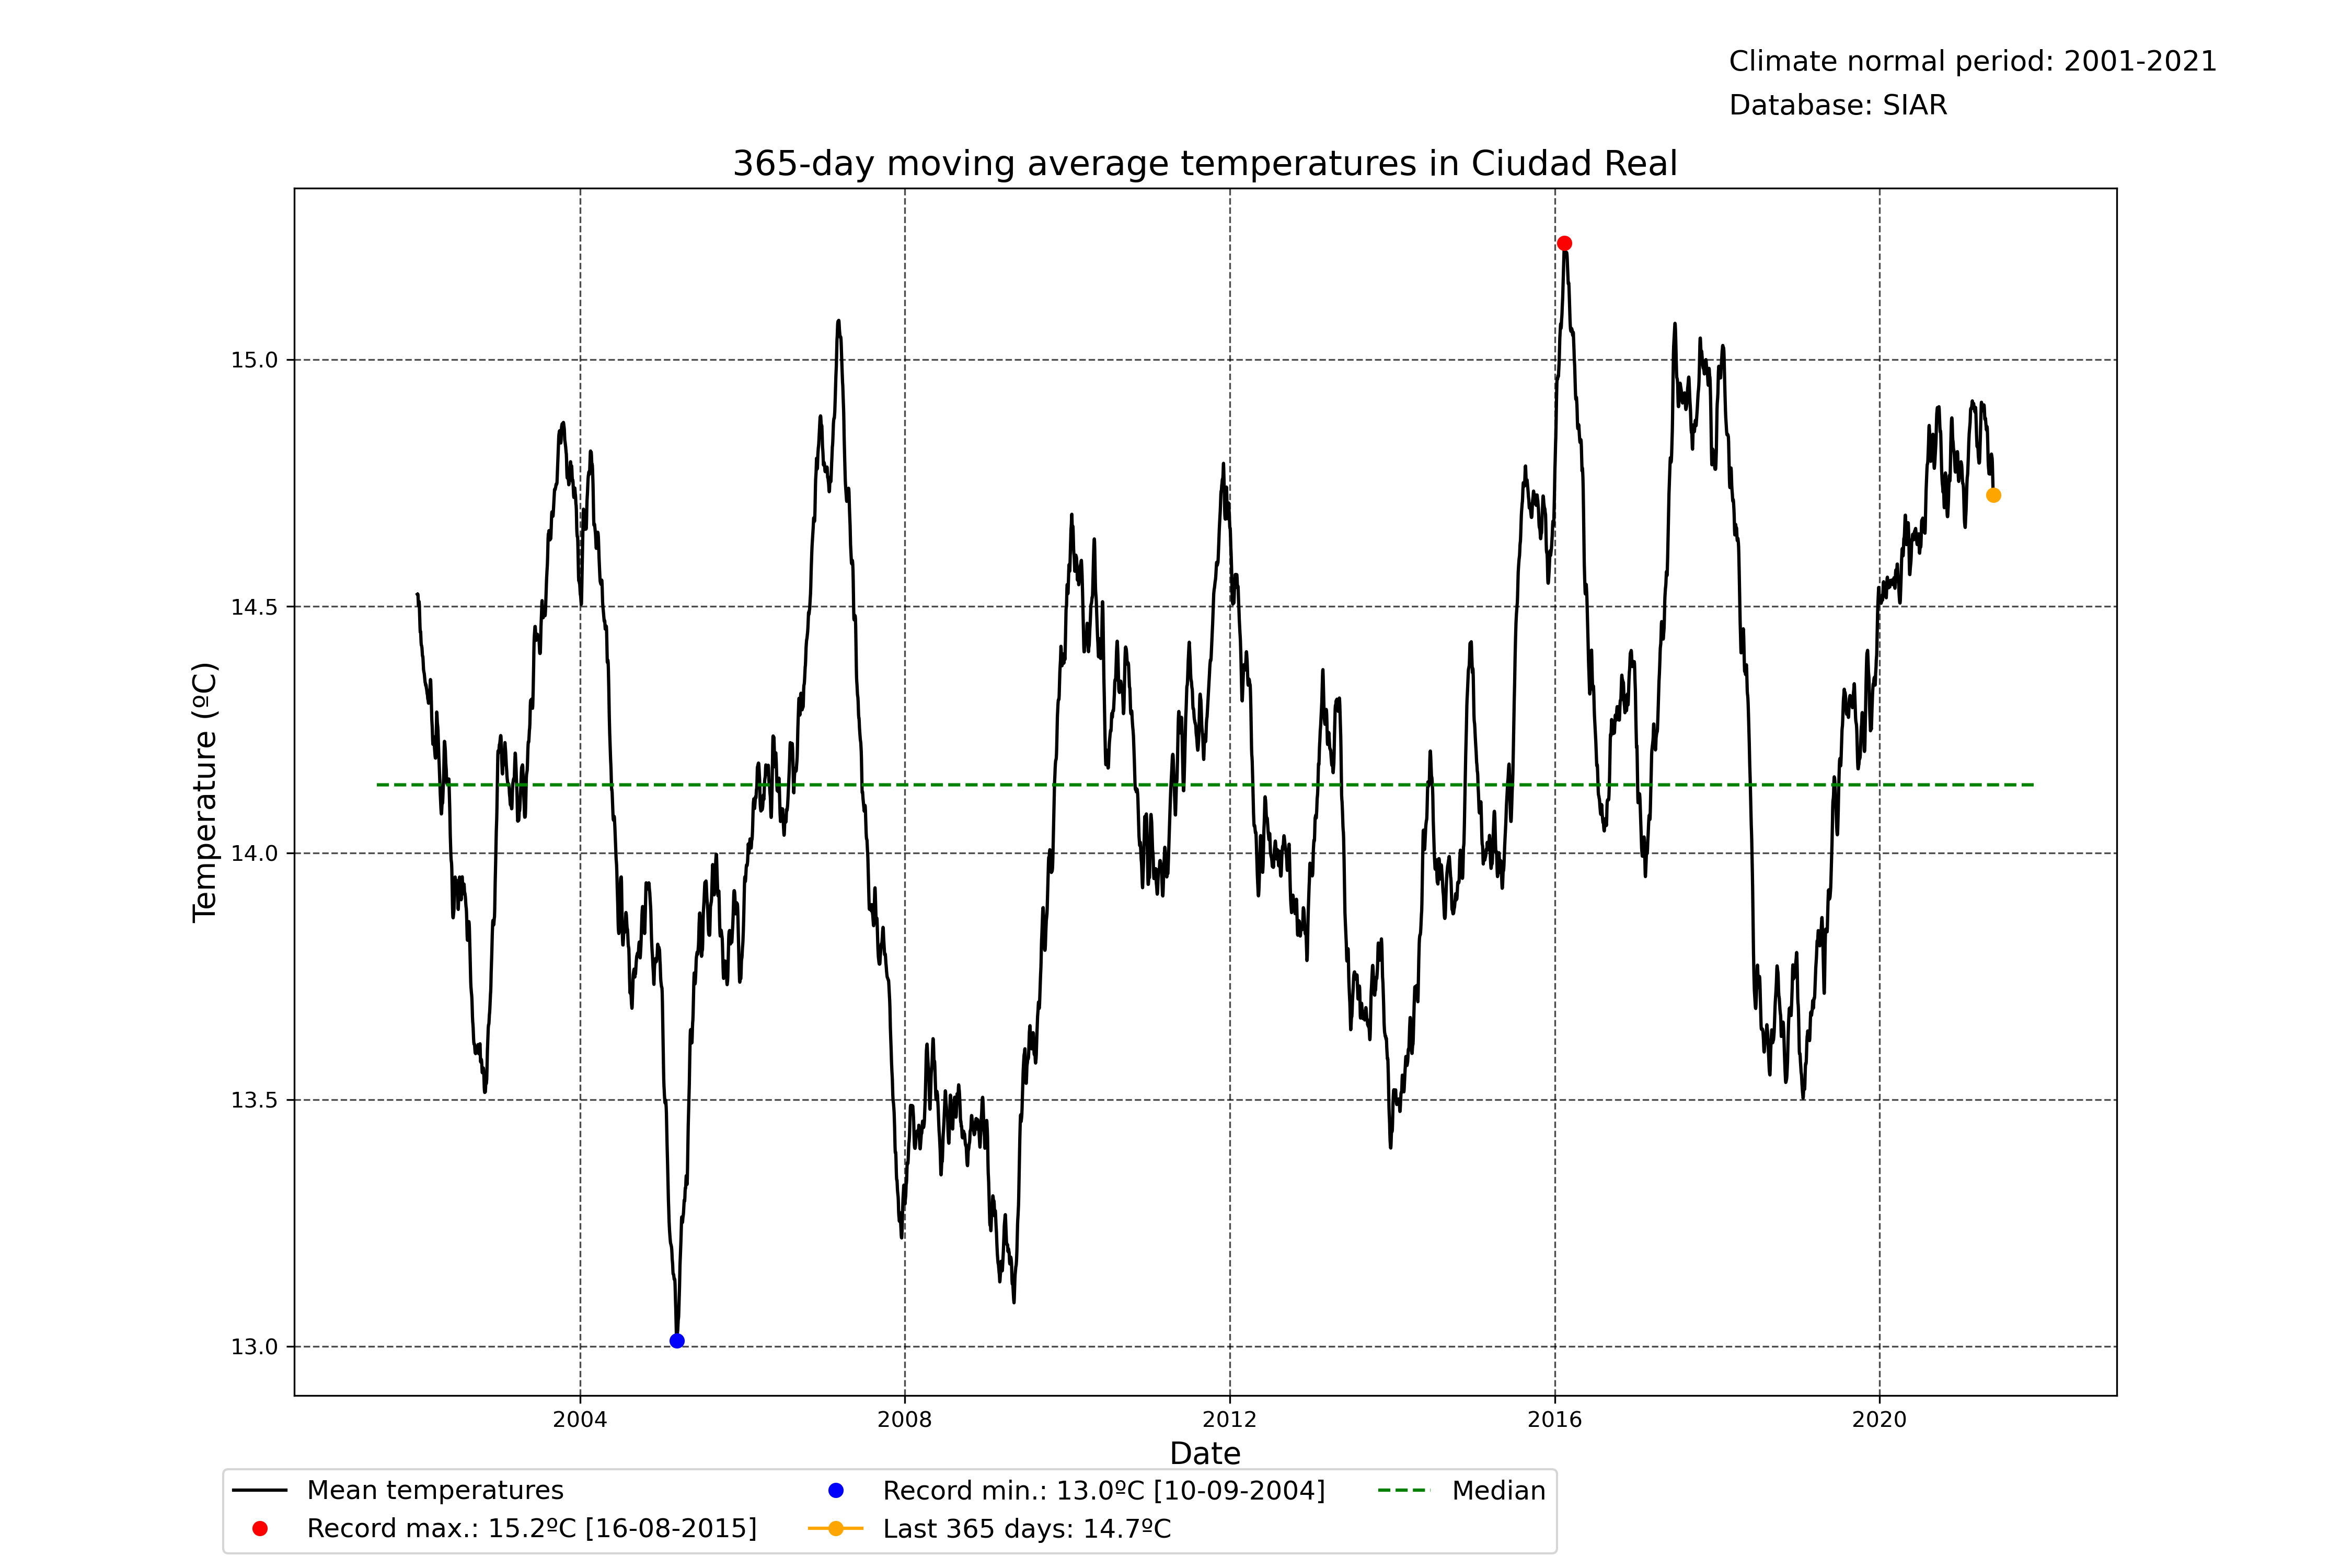 Climate normal period: 2001-2021
Database: SIAR
365-day moving average temperatures in Ciudad Real
Temperature (ºC)
15.0
14.5
14.0
13.5
13.0
2004 2008 2012 2016 2020
Date
Mean temperatures
Record max.: 15.2ºC [16-08-2015]
Record min.: 13.0ºC [10-09-2004]
Last 365 days: 14.7ºC
Median